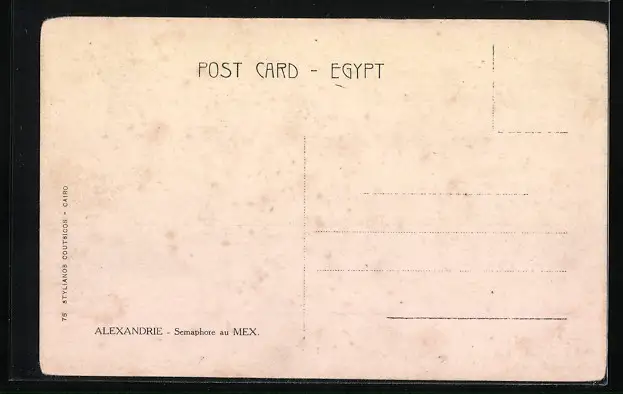 POST CARD - EGYPT
75 STYLIANOS COUTSICOS - CAIRO
ALEXANDRIE - Semaphore au MEX.